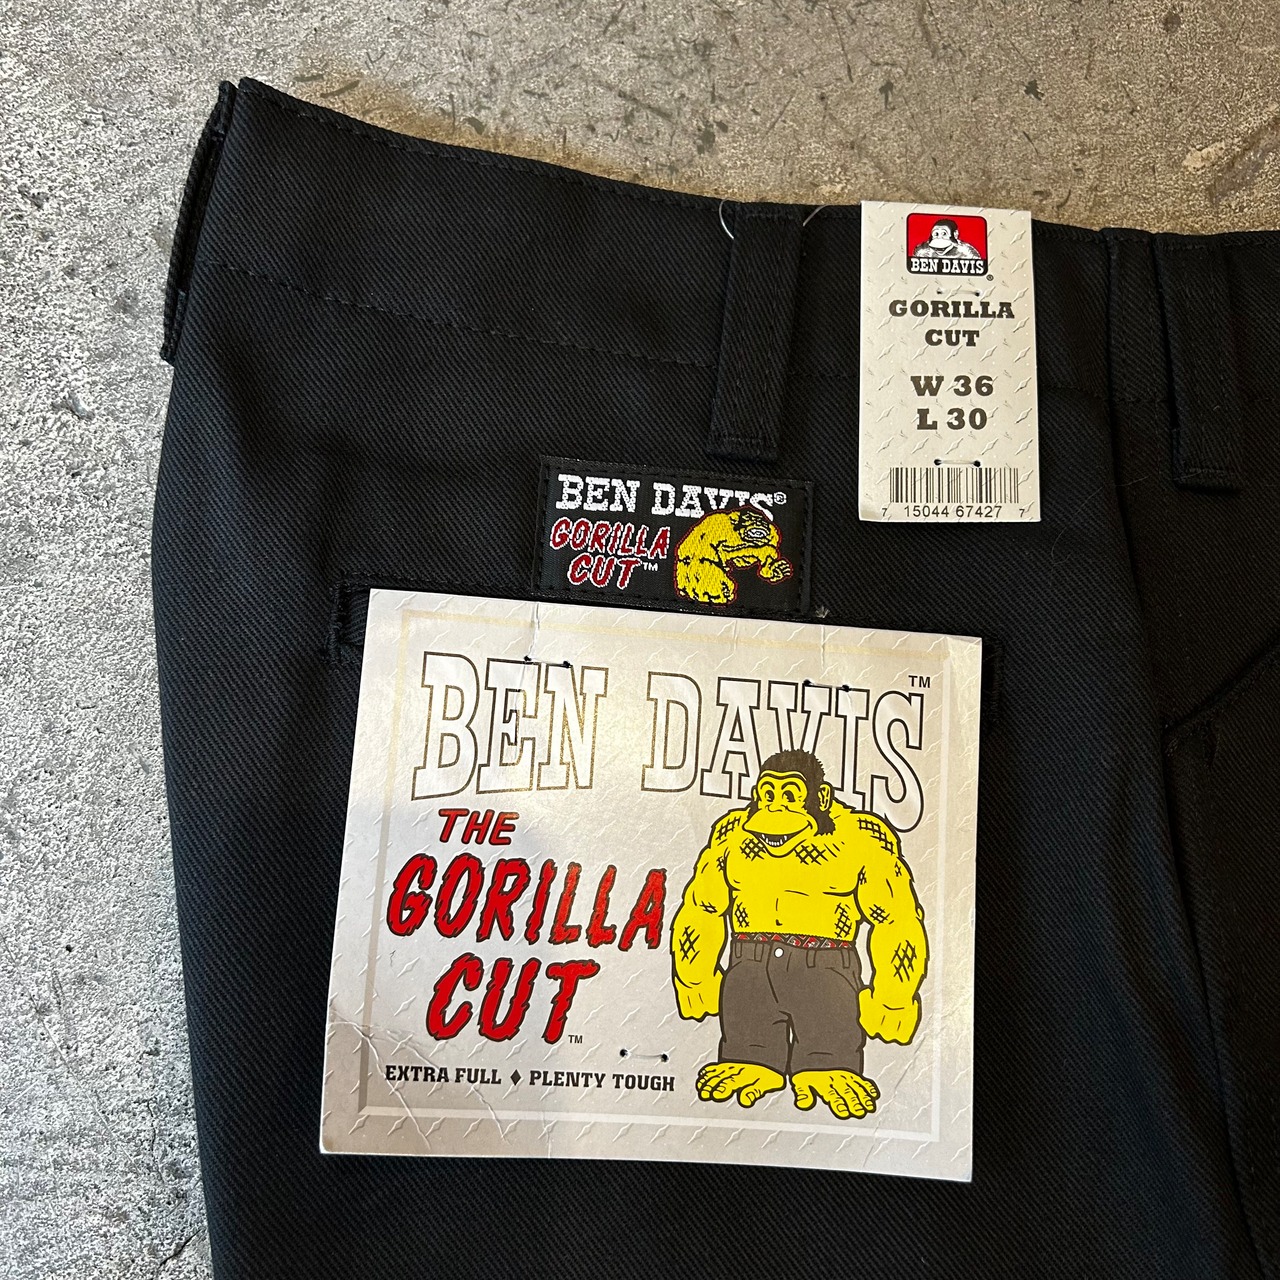 BEN DAVIS®
GORILLA
CUT
W 36
L 30
7 15044 67427 7
BEN DAVIS®
GORILLA
CUT™
BEN DAVIS™
THE
GORILLA
CUT™
EXTRA FULL ♦ PLENTY TOUGH